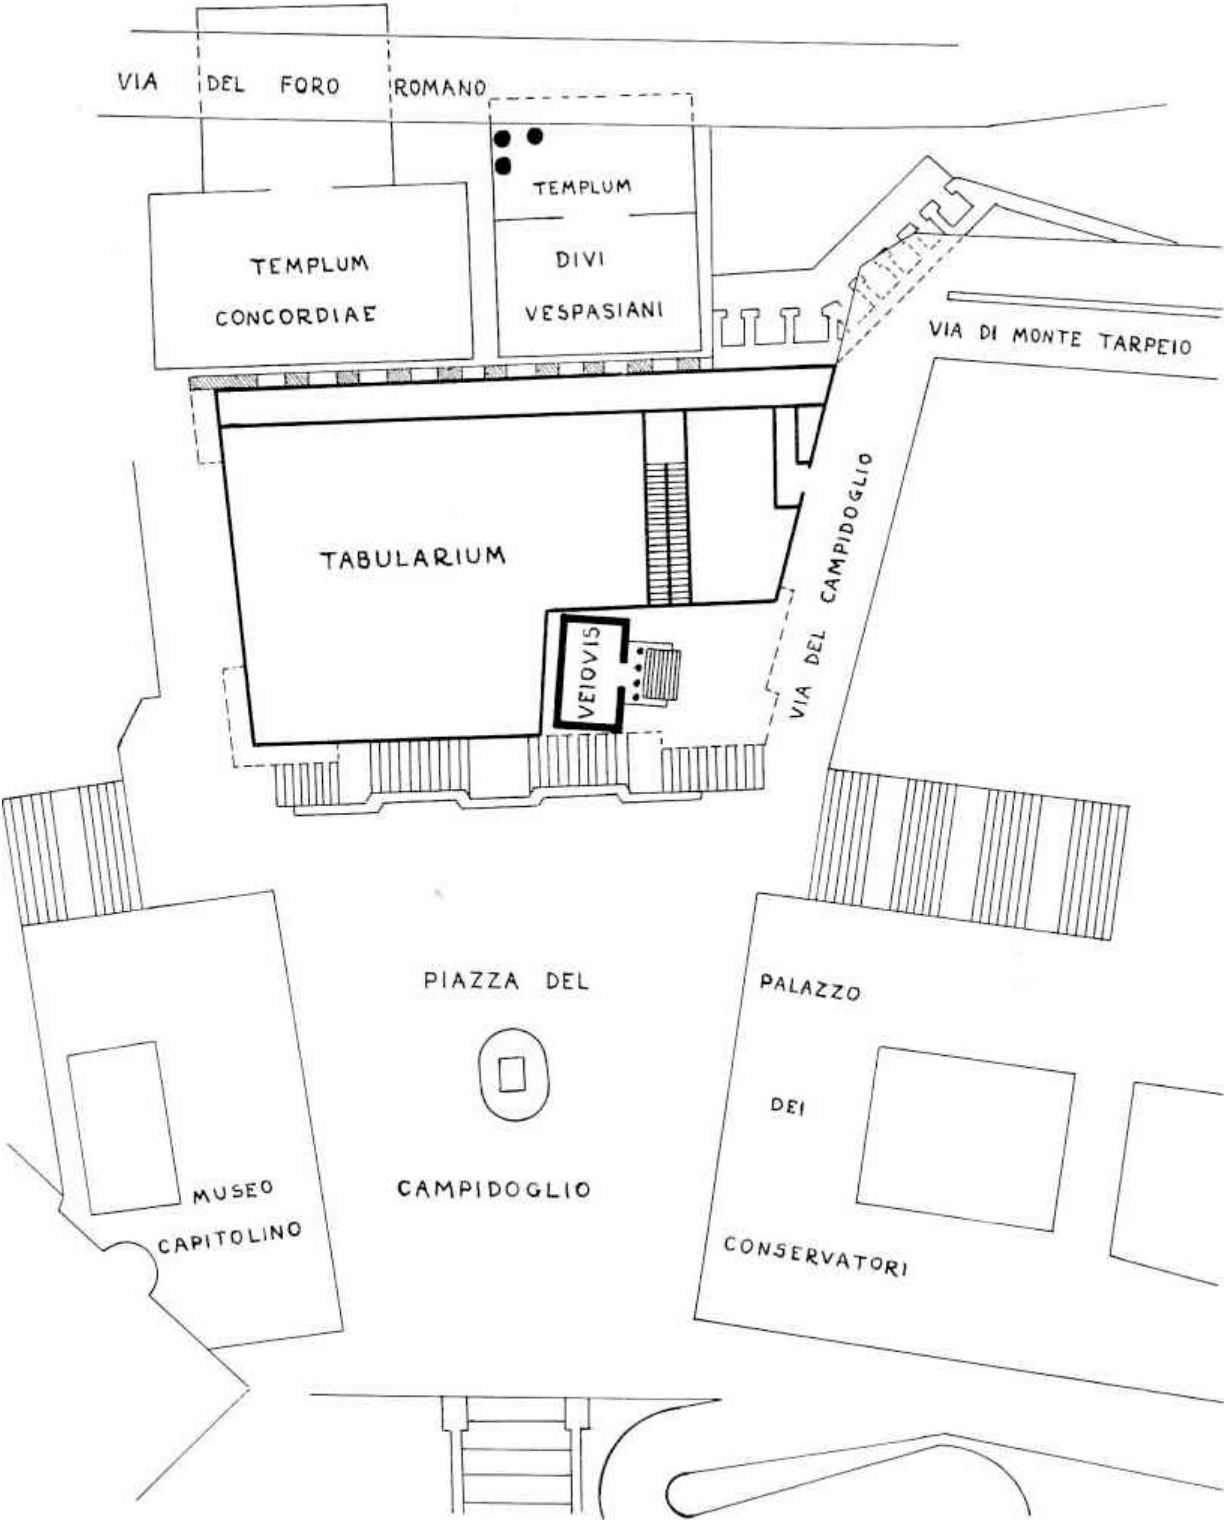 VIA DEL FORO ROMANO
TEMPLUM
CONCORDIAE
TEMPLUM
DIVI
VESPASIANI
VIA DI MONTE TARPEIO
TABULARIUM
VEIOVIS
VIA DEL CAMPIDOGLIO
PIAZZA DEL
CAMPIDOGLIO
MUSEO
CAPITOLINO
PALAZZO
DEI
CONSERVATORI